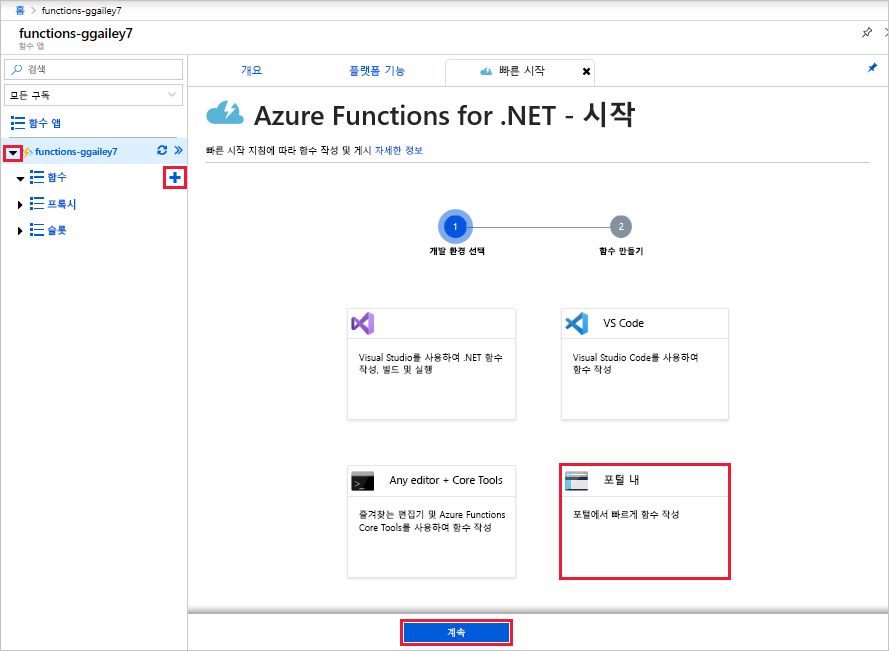 홈 > functions-ggailey7
functions-ggailey7
함수 앱
검색
모든 구독
함수 앱
functions-ggailey7
함수
프록시
슬롯
개요
플랫폼 기능
빠른 시작
Azure Functions for .NET - 시작
빠른 시작 지침에 따라 함수 작성 및 게시 자세한 정보
1
2
개발 환경 선택
함수 만들기
Visual Studio를 사용하여 .NET 함수
작성, 빌드 및 실행
VS Code
Visual Studio Code를 사용하여
함수 작성
Any editor + Core Tools
즐겨찾는 편집기 및 Azure Functions
Core Tools를 사용하여 함수 작성
포털 내
포털에서 빠르게 함수 작성
계속